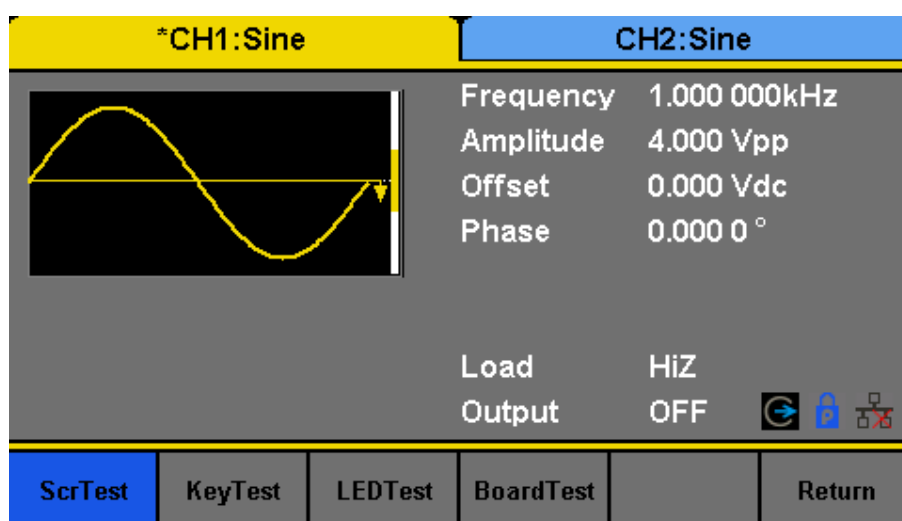 *CH1:Sine CH2:Sine
Frequency 1.000 000kHz
Amplitude 4.000 Vpp
Offset 0.000 Vdc
Phase 0.000 0 °
Load HiZ
Output OFF P
ScrTest KeyTest LEDTest BoardTest Return